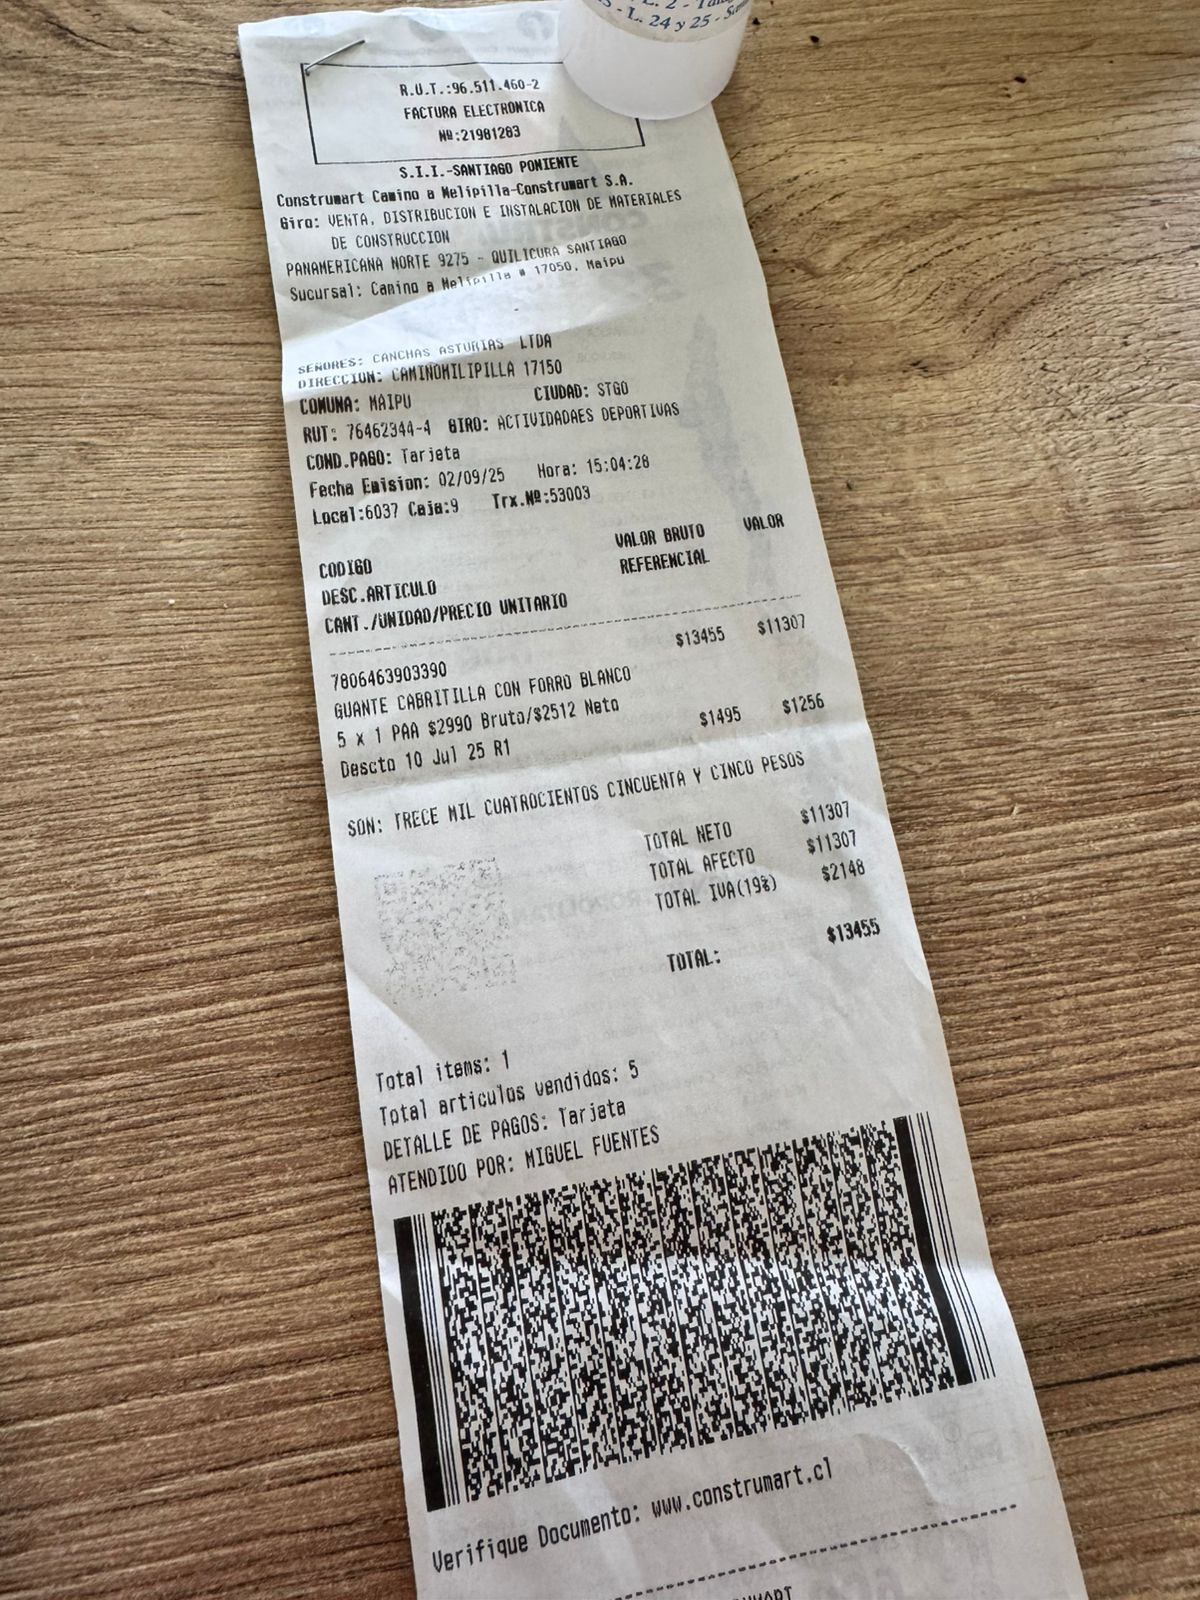 L. 2 -
- L. 24 y 25 -
R.U.T.:96.511.460-2
FACTURA ELECTRONICA
Nº:21981283
S.I.I.-SANTIAGO PONIENTE
Construmart Camino a Melipilla-Construmart S.A.
Giro: VENTA, DISTRIBUCION E INSTALACION DE MATERIALES
DE CONSTRUCCION
PANAMERICANA NORTE 9275 - QUILICURA SANTIAGO
Sucursal: Camino a Melipilla # 17050, Maipu
SEÑORES: CANCHAS ASTURIAS LTDA
DIRECCION: CAMINOMILIPILLA 17150
COMUNA: MAIPU CIUDAD: STGO
RUT: 76462344-4 GIRO: ACTIVIDADAES DEPORTIVAS
COND.PAGO: Tarjeta
Fecha Emision: 02/09/25 Hora: 15:04:28
Local:6037 Caja:9 Trx.Nº:53003
CODIGO VALOR BRUTO VALOR
DESC.ARTICULO REFERENCIAL
CANT./UNIDAD/PRECIO UNITARIO
7806463903390 $13455 $11307
GUANTE CABRITILLA CON FORRO BLANCO
5 x 1 PAA $2990 Bruto/$2512 Neto
Descto 10 Jul 25 R1 $1495 $1256
SON: TRECE MIL CUATROCIENTOS CINCUENTA Y CINCO PESOS
TOTAL NETO $11307
TOTAL AFECTO $11307
TOTAL IVA(19%) $2148
TOTAL: $13455
Total items: 1
Total articulos vendidos: 5
DETALLE DE PAGOS: Tarjeta
ATENDIDO POR: MIGUEL FUENTES
Verifique Documento: www.construmart.cl